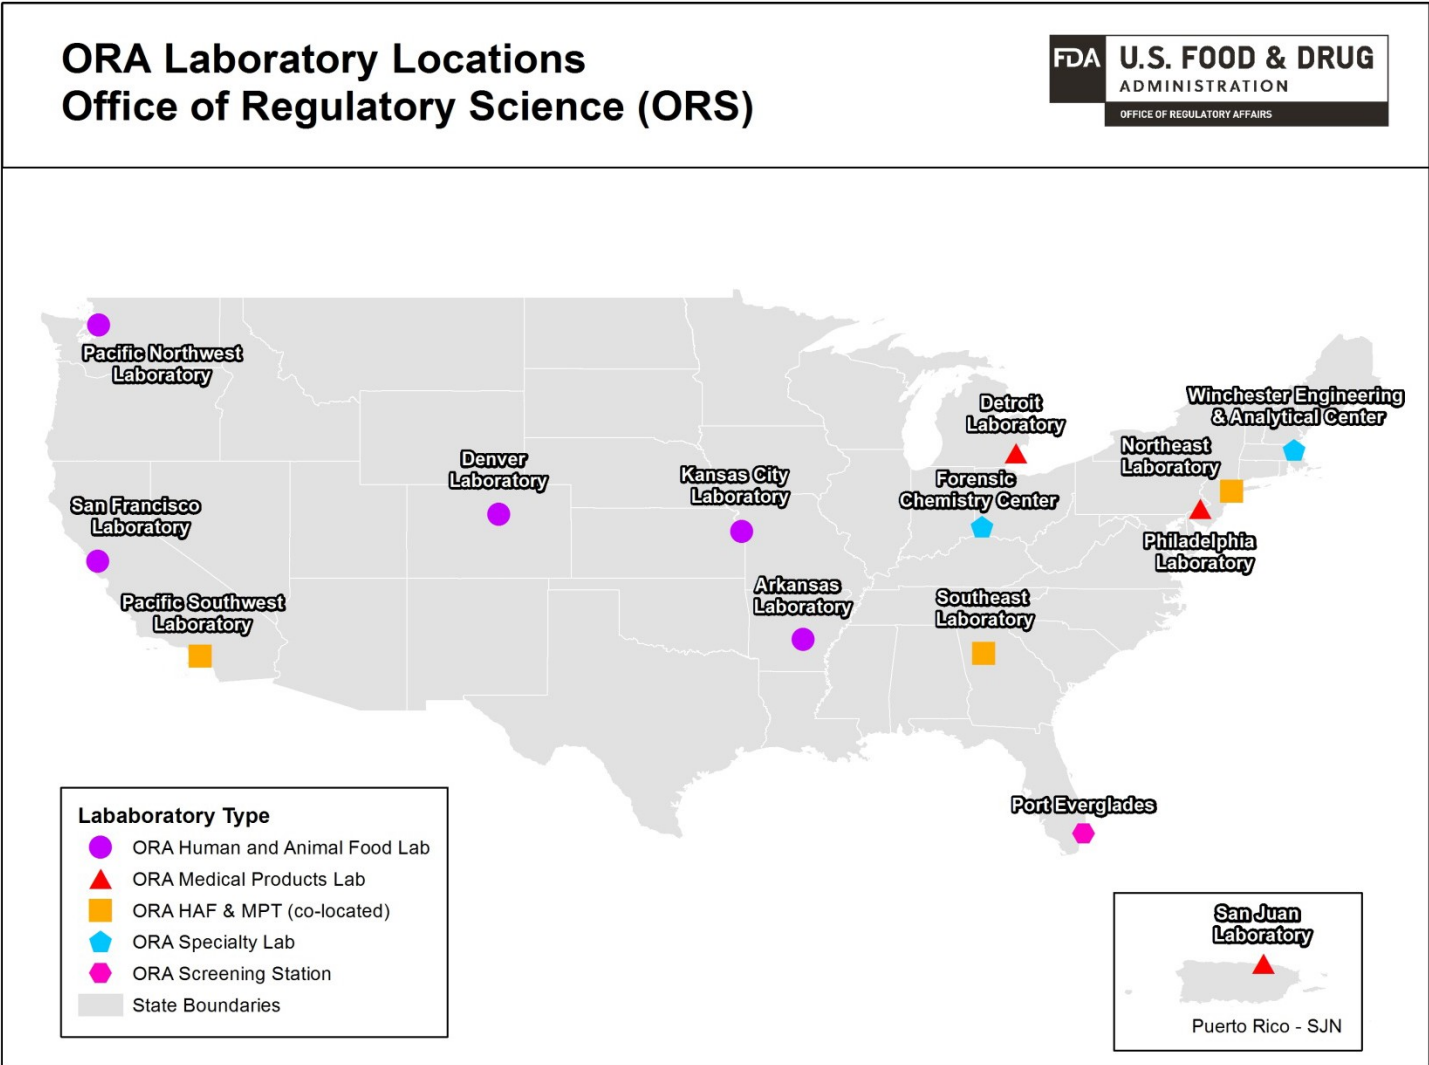 ORA Laboratory Locations
Office of Regulatory Science (ORS)
FDA
U.S. FOOD & DRUG
ADMINISTRATION
OFFICE OF REGULATORY AFFAIRS
Pacific Northwest
Laboratory
San Francisco
Laboratory
Pacific Southwest
Laboratory
Denver
Laboratory
Kansas City
Laboratory
Arkansas
Laboratory
Detroit
Laboratory
Forensic
Chemistry Center
Southeast
Laboratory
Winchester Engineering
& Analytical Center
Northeast
Laboratory
Philadelphia
Laboratory
Port Everglades
Lababoratory Type
ORA Human and Animal Food Lab
ORA Medical Products Lab
ORA HAF & MPT (co-located)
ORA Specialty Lab
ORA Screening Station
State Boundaries
San Juan
Laboratory
Puerto Rico - SJN